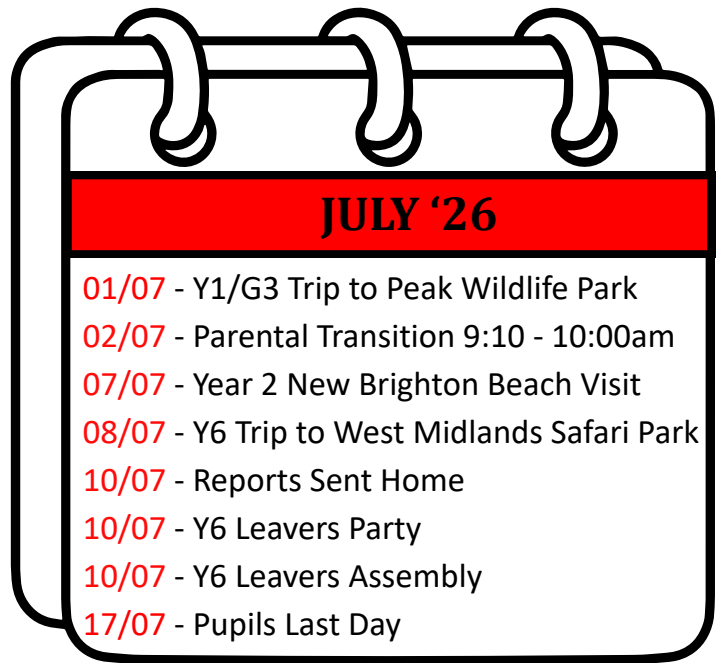 JULY ‘26
01/07 - Y1/G3 Trip to Peak Wildlife Park
02/07 - Parental Transition 9:10 - 10:00am
07/07 - Year 2 New Brighton Beach Visit
08/07 - Y6 Trip to West Midlands Safari Park
10/07 - Reports Sent Home
10/07 - Y6 Leavers Party
10/07 - Y6 Leavers Assembly
17/07 - Pupils Last Day